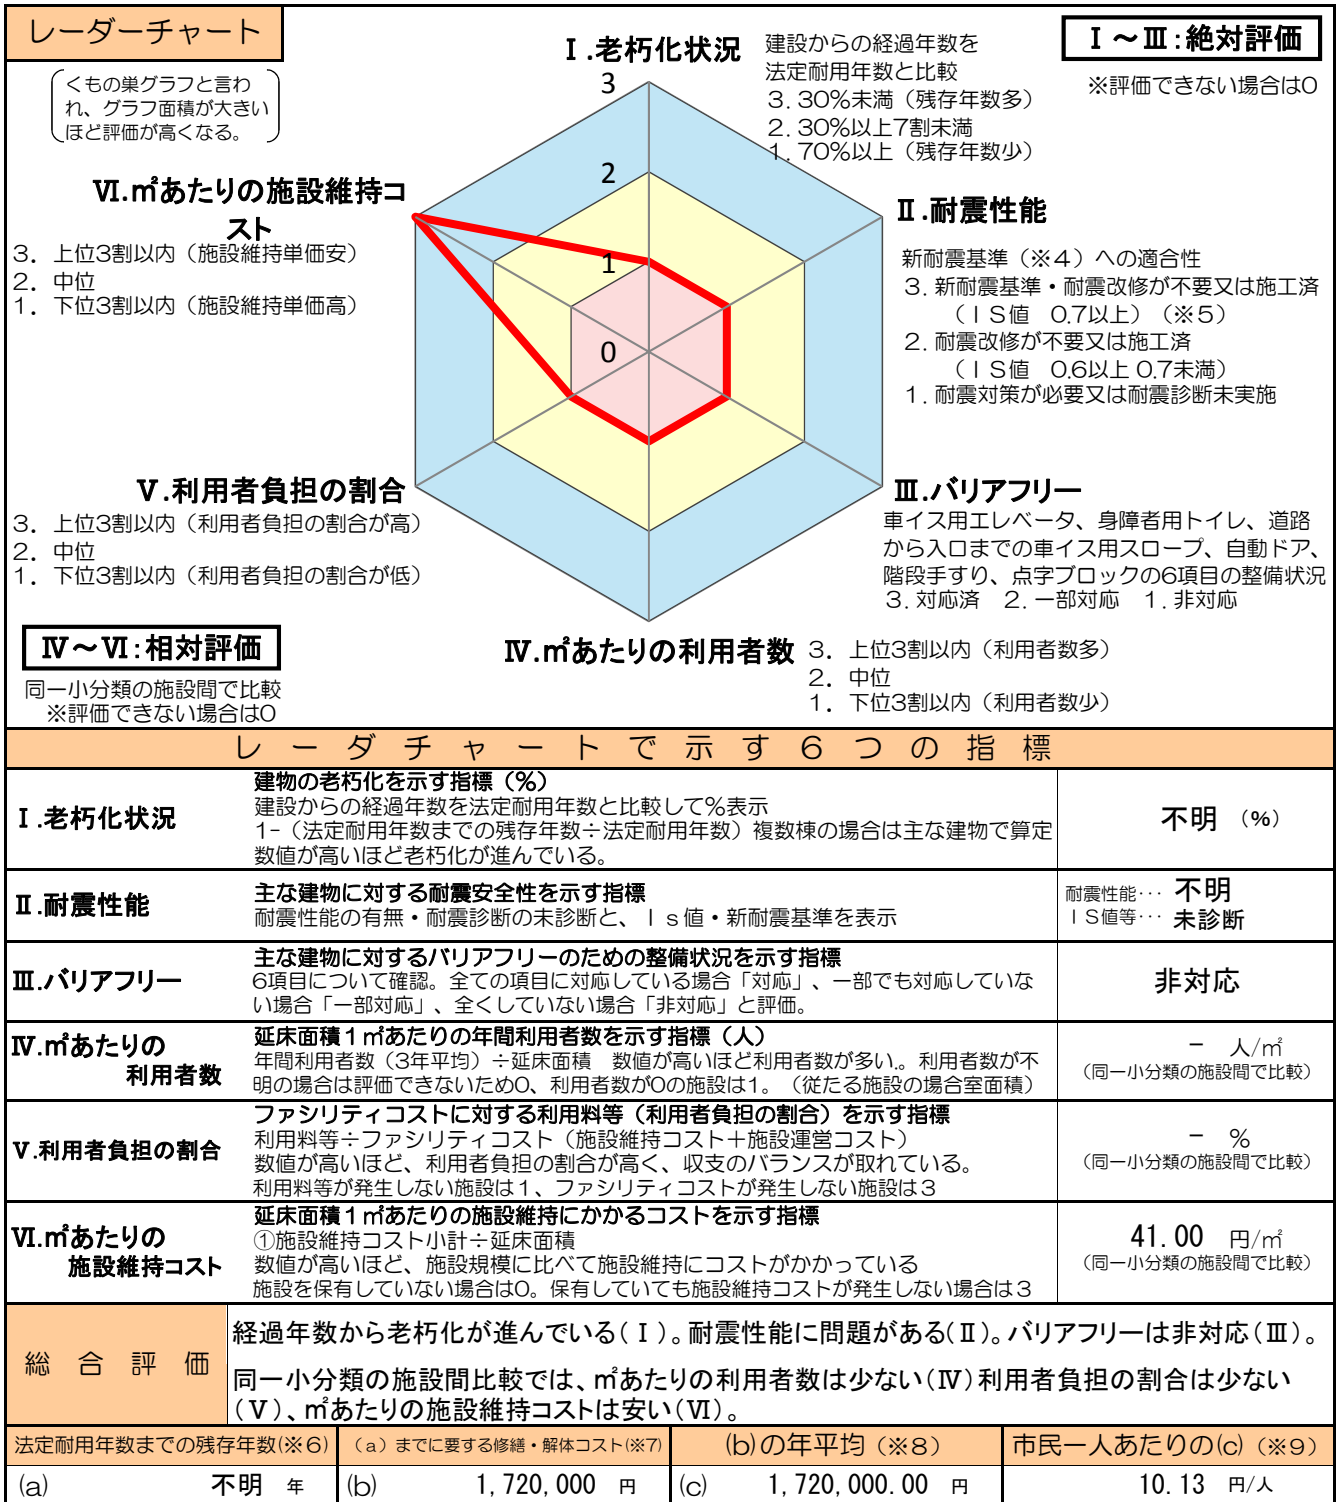 レーダーチャート
くもの巣グラフと言わ
れ、グラフ面積が大きい
ほど評価が高くなる。
Ⅰ.老朽化状況
建設からの経過年数を
法定耐用年数と比較
3. 30%未満（残存年数多）
2. 30%以上7割未満
1. 70%以上（残存年数少）
Ⅰ～Ⅲ:絶対評価
※評価できない場合は0
3
2
1
0
Ⅵ.㎡あたりの施設維持コ
スト
3. 上位3割以内（施設維持単価安）
2. 中位
1. 下位3割以内（施設維持単価高）
Ⅱ.耐震性能
新耐震基準（※4）への適合性
3. 新耐震基準・耐震改修が不要又は施工済
（ＩＳ値　0.7以上）（※5）
2. 耐震改修が不要又は施工済
（ＩＳ値　0.6以上 0.7未満）
1. 耐震対策が必要又は耐震診断未実施
Ⅴ.利用者負担の割合
3. 上位3割以内（利用者負担の割合が高）
2. 中位
1. 下位3割以内（利用者負担の割合が低）
Ⅲ.バリアフリー
車イス用エレベータ、身障者用トイレ、道路
から入口までの車イス用スロープ、自動ドア、
階段手すり、点字ブロックの6項目の整備状況
3. 対応済　2. 一部対応　1. 非対応
Ⅳ～Ⅵ:相対評価
同一小分類の施設間で比較
※評価できない場合は0
Ⅳ.㎡あたりの利用者数
3. 上位3割以内（利用者数多）
2. 中位
1. 下位3割以内（利用者数少）
レーダチャートで示す６つの指標
Ⅰ.老朽化状況
建物の老朽化を示す指標（%）
建設からの経過年数を法定耐用年数と比較して%表示
1-（法定耐用年数までの残存年数÷法定耐用年数）複数棟の場合は主な建物で算定
数値が高いほど老朽化が進んでいる。
不明 （%）
Ⅱ.耐震性能
主な建物に対する耐震安全性を示す指標
耐震性能の有無・耐震診断の未診断と、Ｉｓ値・新耐震基準を表示
耐震性能･･･ 不明
ＩＳ値等･･･ 未診断
Ⅲ.バリアフリー
主な建物に対するバリアフリーのための整備状況を示す指標
6項目について確認。全ての項目に対応している場合「対応」、一部でも対応していな
い場合「一部対応」、全くしていない場合「非対応」と評価。
非対応
Ⅳ.㎡あたりの
利用者数
延床面積１㎡あたりの年間利用者数を示す指標（人）
年間利用者数（3年平均）÷延床面積　数値が高いほど利用者数が多い.。利用者数が不
明の場合は評価できないため0、利用者数が0の施設は1。（従たる施設の場合室面積）
－　人/㎡
（同一小分類の施設間で比較）
Ⅴ.利用者負担の割合
ファシリティコストに対する利用料等（利用者負担の割合）を示す指標
利用料等÷ファシリティコスト（施設維持コスト＋施設運営コスト）
数値が高いほど、利用者負担の割合が高く、収支のバランスが取れている。
利用料等が発生しない施設は１、ファシリティコストが発生しない施設は３
－　%
（同一小分類の施設間で比較）
Ⅵ.㎡あたりの
施設維持コスト
延床面積１㎡あたりの施設維持にかかるコストを示す指標
①施設維持コスト小計÷延床面積
数値が高いほど、施設規模に比べて施設維持にコストがかかっている
施設を保有していない場合は0。保有していても施設維持コストが発生しない場合は３
41.00　円/㎡
（同一小分類の施設間で比較）
総合評価
経過年数から老朽化が進んでいる(Ⅰ)。耐震性能に問題がある(Ⅱ)。バリアフリーは非対応(Ⅲ)。
同一小分類の施設間比較では、㎡あたりの利用者数は少ない(Ⅳ)利用者負担の割合は少ない
(Ⅴ)、㎡あたりの施設維持コストは安い(Ⅵ)。
法定耐用年数までの残存年数(※6)
（a）までに要する修繕・解体コスト(※7)
(b)の年平均（※8）
市民一人あたりの(c)（※9）
(a)　不明　年
(b)　1,720,000　円
(c)　1,720,000.00　円
10.13　円/人